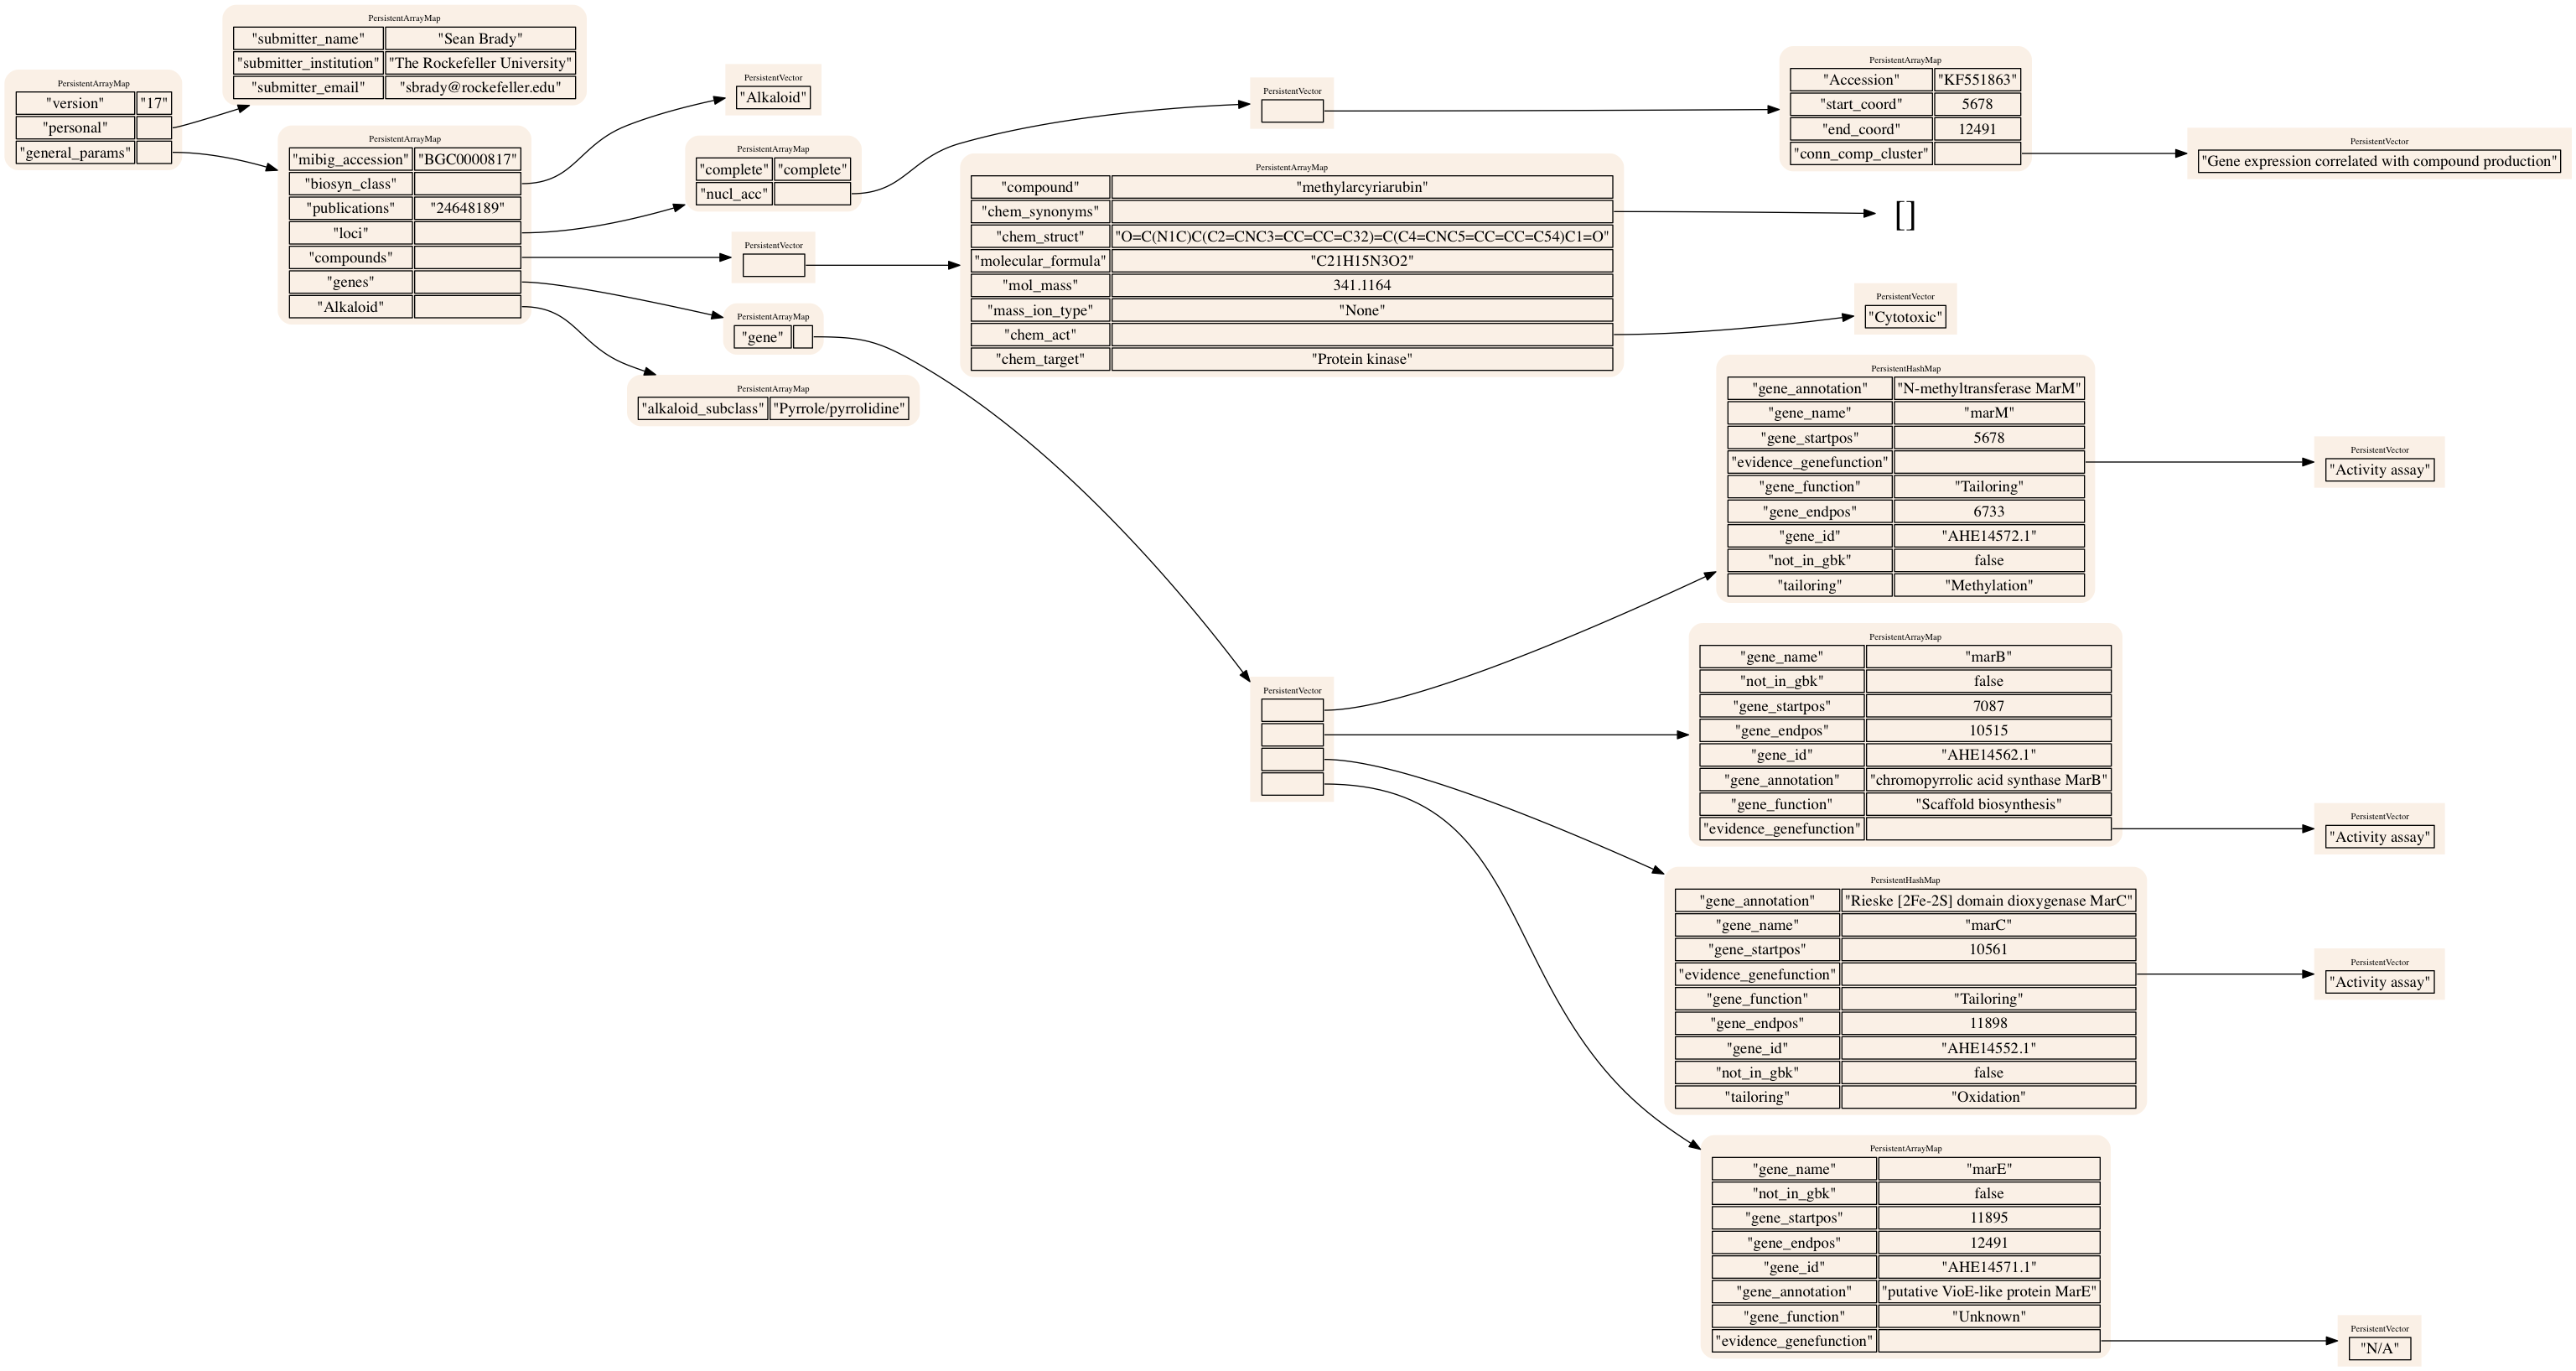 PersistentArrayMap
"version" "17"
"personal"
"general_params"
PersistentArrayMap
"submitter_name" "Sean Brady"
"submitter_institution" "The Rockefeller University"
"submitter_email" "sbrady@rockefeller.edu"
PersistentArrayMap
"mibig_accession" "BGC0000817"
"biosyn_class"
"publications" "24648189"
"loci"
"compounds"
"genes"
"Alkaloid"
PersistentVector
"Alkaloid"
PersistentArrayMap
"complete" "complete"
"nucl_acc"
PersistentVector
PersistentArrayMap
"gene"
PersistentArrayMap
"alkaloid_subclass" "Pyrrole/pyrrolidine"
PersistentVector
PersistentArrayMap
"compound" "methylarcyriarubin"
"chem_synonyms"
"chem_struct" "O=C(N1C)C(C2=CNC3=CC=CC=C32)=C(C4=CNC5=CC=CC=C54)C1=O"
"molecular_formula" "C21H15N3O2"
"mol_mass" 341.1164
"mass_ion_type" "None"
"chem_act"
"chem_target" "Protein kinase"
PersistentVector
PersistentArrayMap
"Accession" "KF551863"
"start_coord" 5678
"end_coord" 12491
"conn_comp_cluster"
PersistentVector
"Gene expression correlated with compound production"
[]
PersistentVector
"Cytotoxic"
PersistentHashMap
"gene_annotation" "N-methyltransferase MarM"
"gene_name" "marM"
"gene_startpos" 5678
"evidence_genefunction"
"gene_function" "Tailoring"
"gene_endpos" 6733
"gene_id" "AHE14572.1"
"not_in_gbk" false
"tailoring" "Methylation"
PersistentVector
"Activity assay"
PersistentArrayMap
"gene_name" "marB"
"not_in_gbk" false
"gene_startpos" 7087
"gene_endpos" 10515
"gene_id" "AHE14562.1"
"gene_annotation" "chromopyrrolic acid synthase MarB"
"gene_function" "Scaffold biosynthesis"
"evidence_genefunction"
PersistentVector
"Activity assay"
PersistentHashMap
"gene_annotation" "Rieske [2Fe-2S] domain dioxygenase MarC"
"gene_name" "marC"
"gene_startpos" 10561
"evidence_genefunction"
"gene_function" "Tailoring"
"gene_endpos" 11898
"gene_id" "AHE14552.1"
"not_in_gbk" false
"tailoring" "Oxidation"
PersistentVector
"Activity assay"
PersistentArrayMap
"gene_name" "marE"
"not_in_gbk" false
"gene_startpos" 11895
"gene_endpos" 12491
"gene_id" "AHE14571.1"
"gene_annotation" "putative VioE-like protein MarE"
"gene_function" "Unknown"
"evidence_genefunction"
PersistentVector
"N/A"